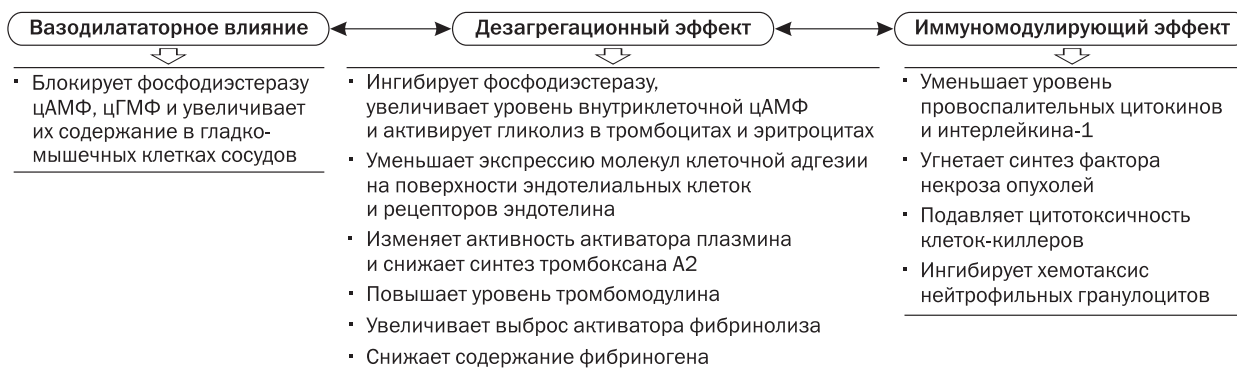 Вазодилататорное влияние
Дезагрегационный эффект
Иммуномодулирующий эффект
▪ Блокирует фосфодиэстеразу
цАМФ, цГМФ и увеличивает
их содержание в гладко-
мышечных клетках сосудов
▪ Ингибирует фосфодиэстеразу,
увеличивает уровень внутриклеточной цАМФ
и активирует гликолиз в тромбоцитах и эритроцитах
▪ Уменьшает экспрессию молекул клеточной адгезии
на поверхности эндотелиальных клеток
и рецепторов эндотелина
▪ Изменяет активность активатора плазмина
и снижает синтез тромбоксана А2
▪ Повышает уровень тромбомодулина
▪ Увеличивает выброс активатора фибринолиза
▪ Снижает содержание фибриногена
▪ Уменьшает уровень
провоспалительных цитокинов
и интерлейкина-1
▪ Угнетает синтез фактора
некроза опухолей
▪ Подавляет цитотоксичность
клеток-киллеров
▪ Ингибирует хемотаксис
нейтрофильных гранулоцитов